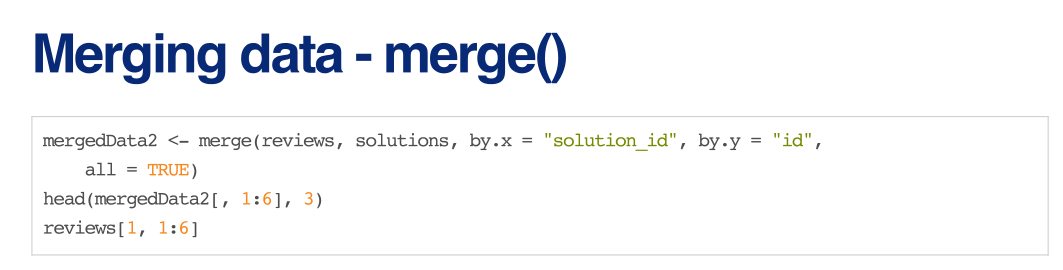 Merging data - merge()
mergedData2 <- merge(reviews, solutions, by.x = "solution_id", by.y = "id",
    all = TRUE)
head(mergedData2[, 1:6], 3)
reviews[1, 1:6]